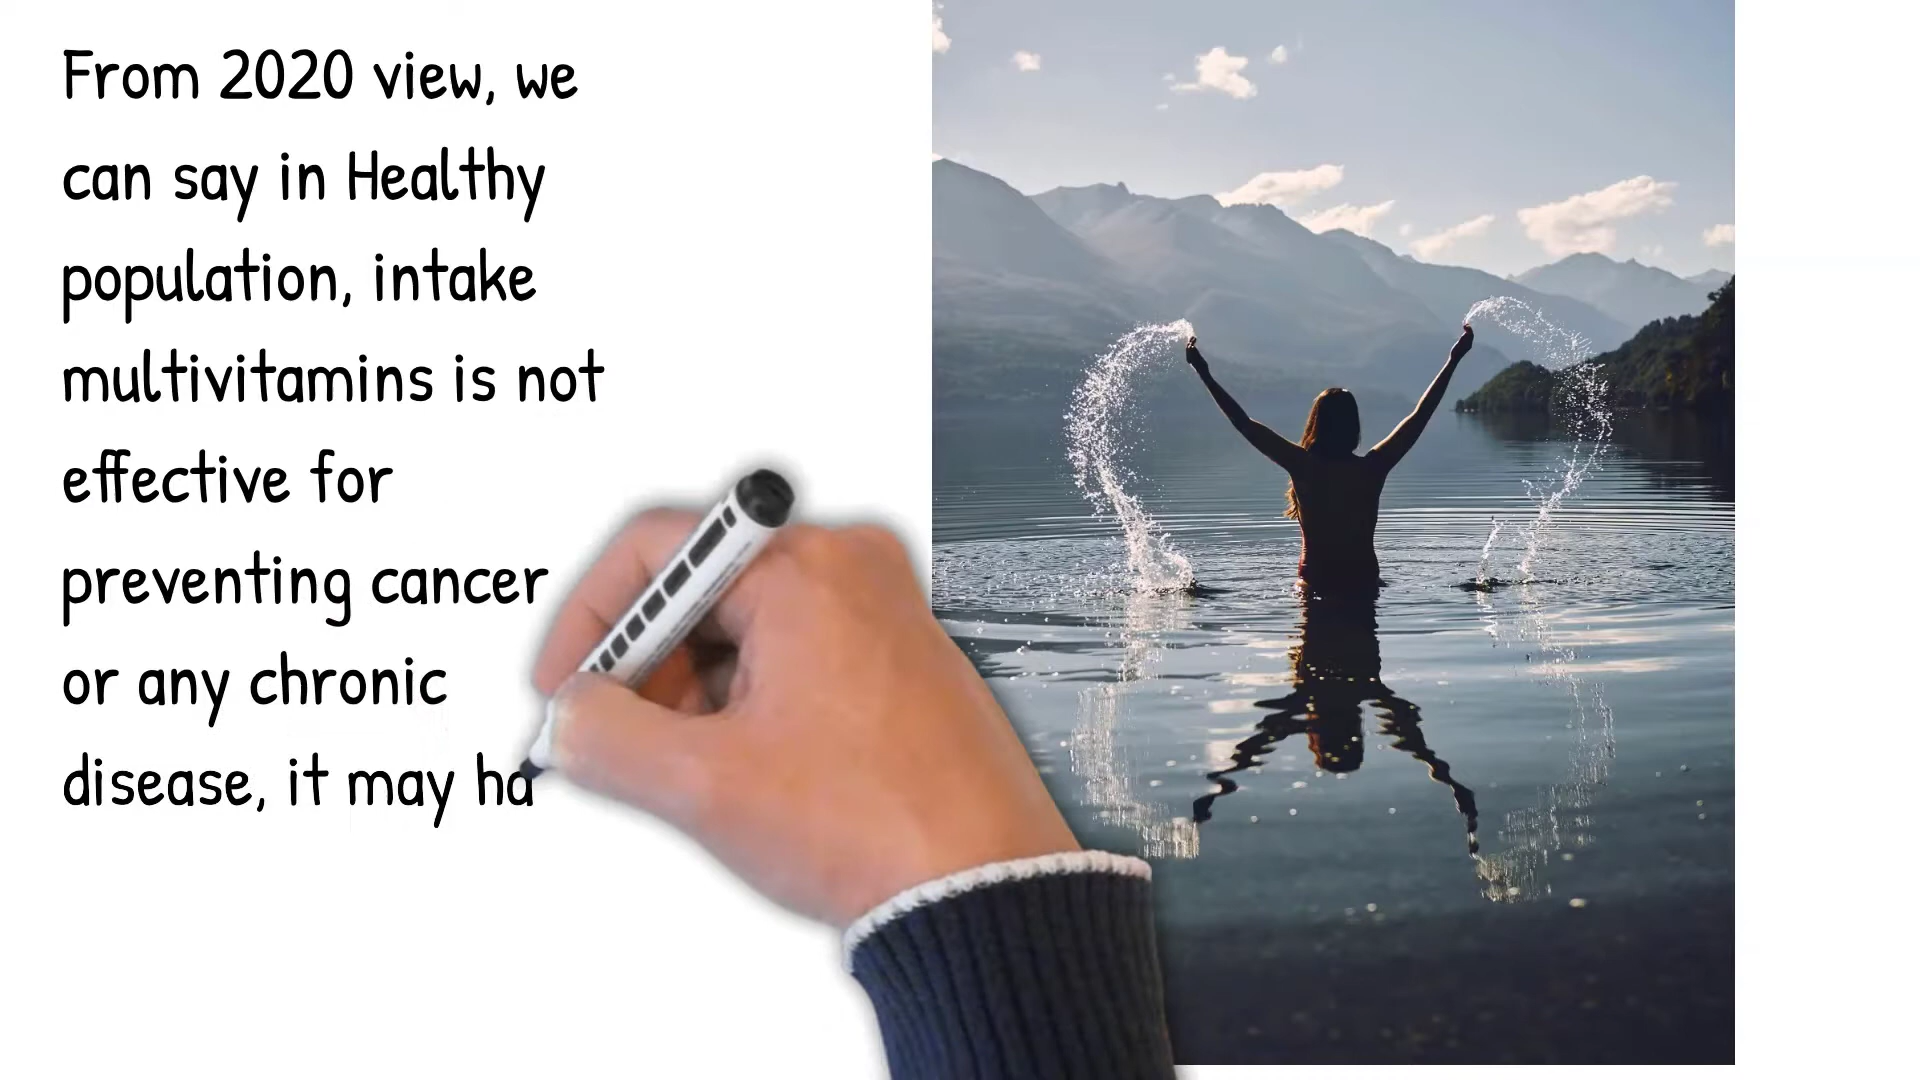 From 2020 view, we
can say in Healthy
population, intake
multivitamins is not
effective for
preventing cancer
or any chronic
disease, it may ha